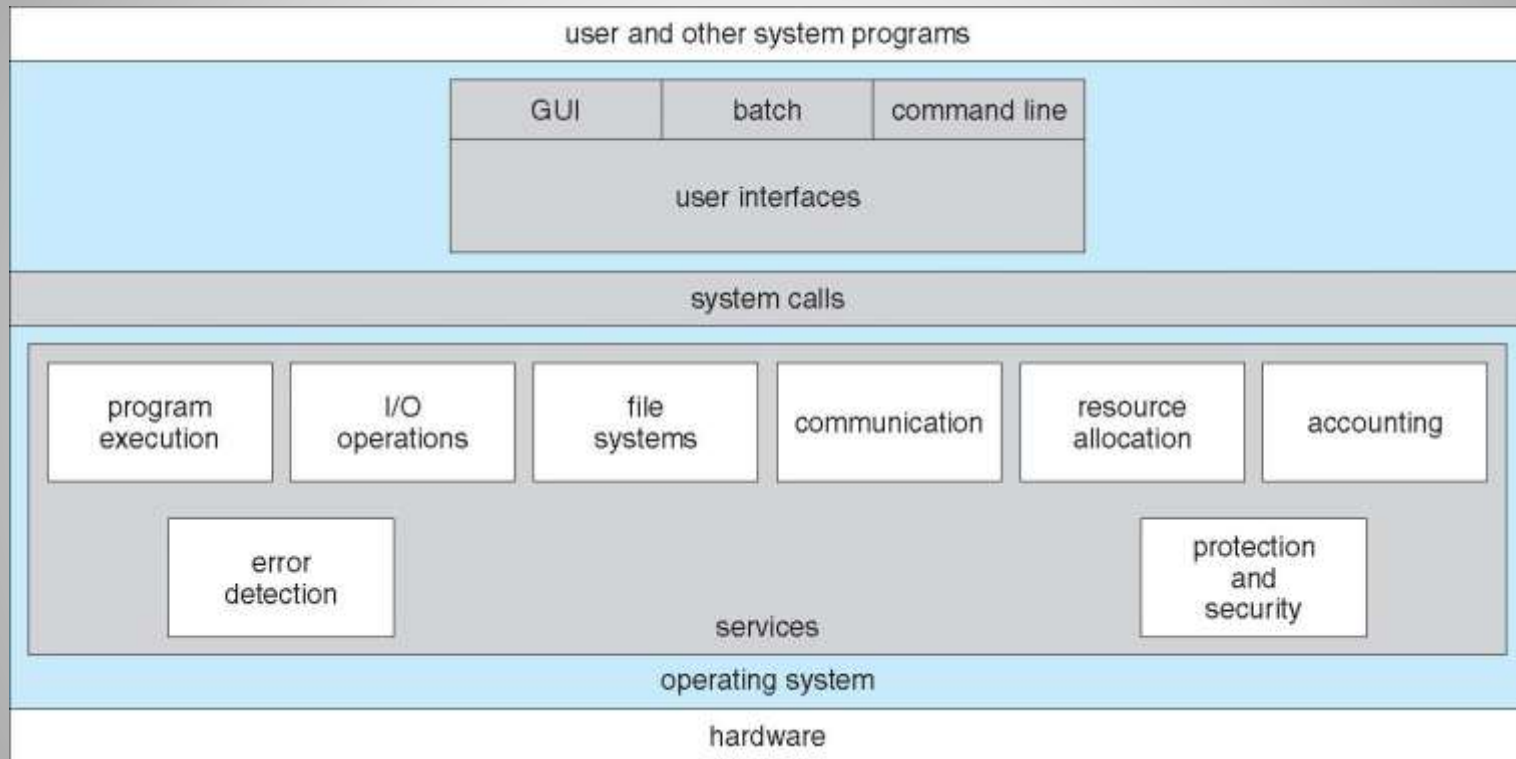 user and other system programs
GUI
batch
command line
user interfaces
system calls
program
execution
I/O
operations
file
systems
communication
resource
allocation
accounting
error
detection
protection
and
security
services
operating system
hardware